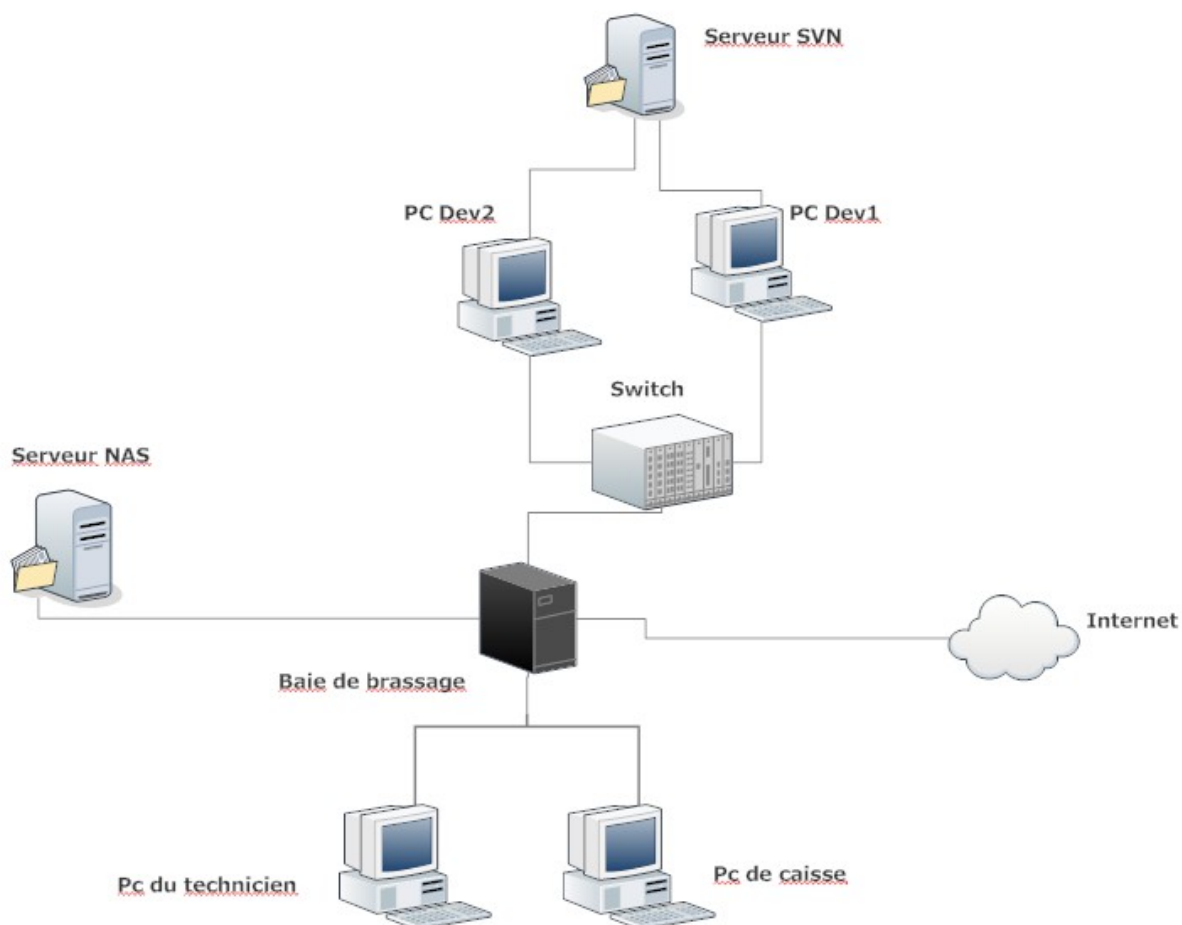 Serveur SVN
PC Dev2
PC Dev1
Switch
Serveur NAS
Internet
Baie de brassage
Pc du technicien
Pc de caisse